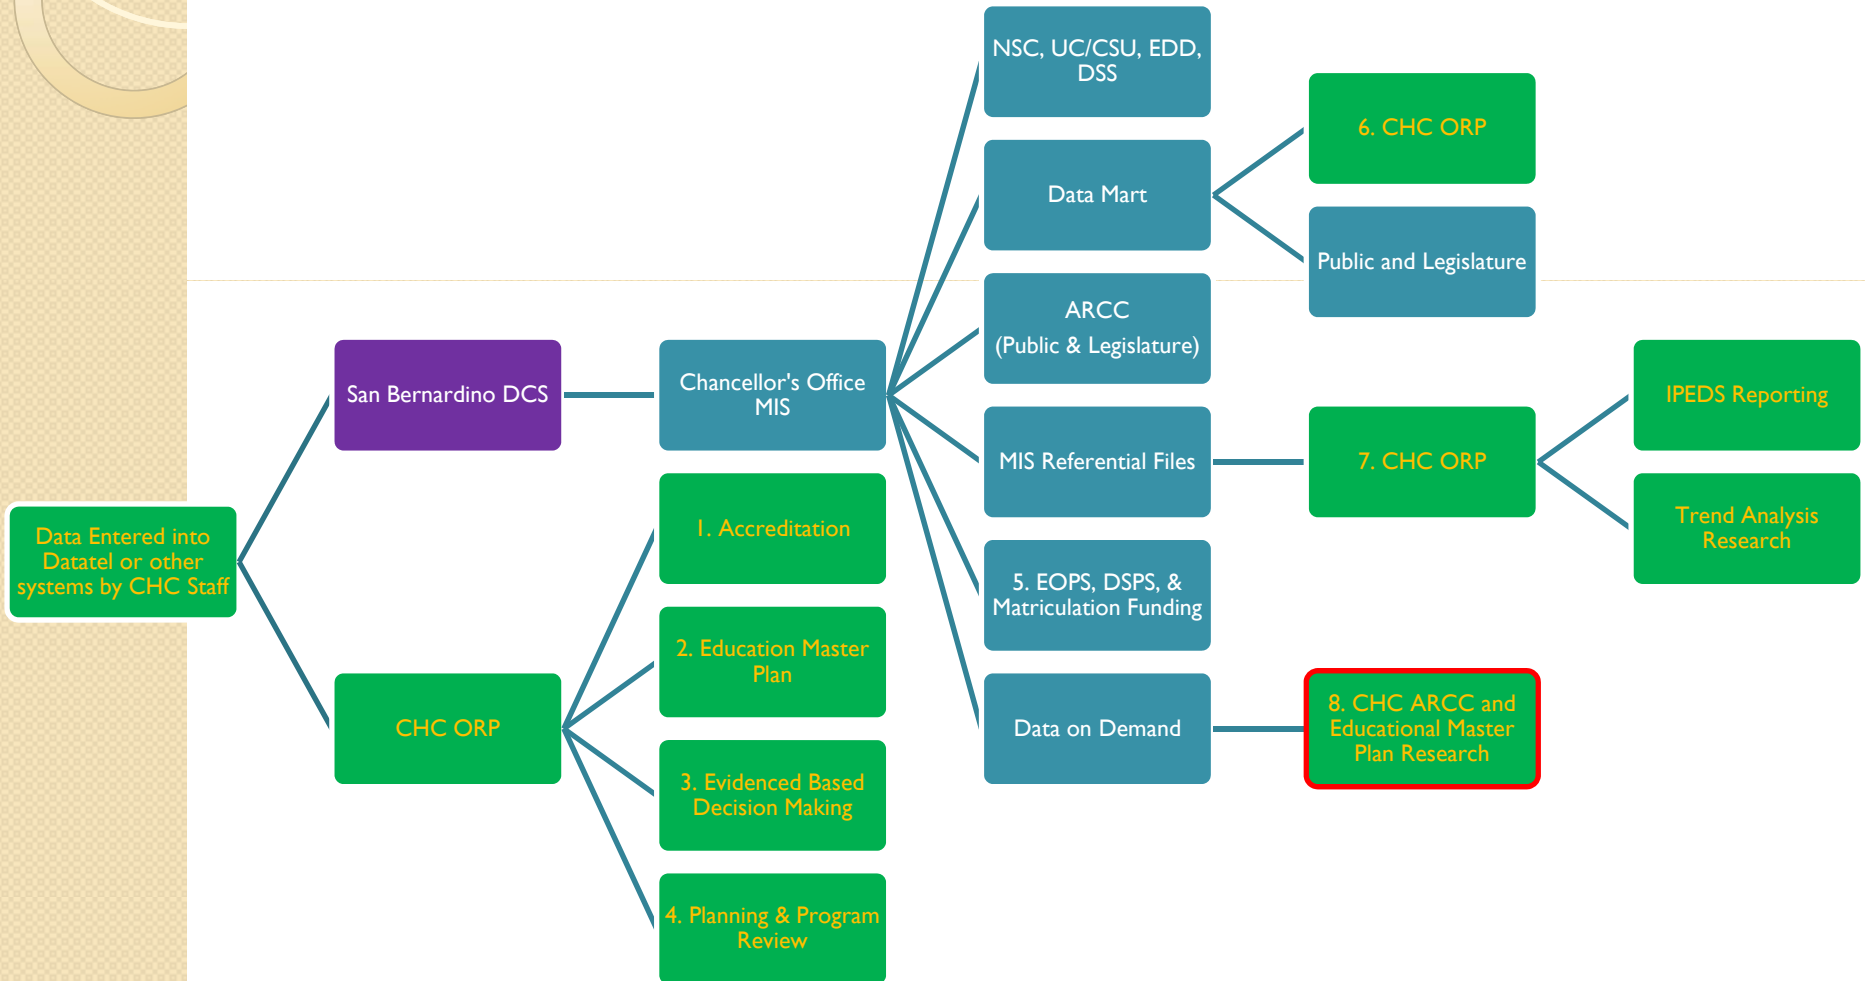 Data Entered into
Datatel or other
systems by CHC Staff
San Bernardino DCS
CHC ORP
Chancellor's Office
MIS
1. Accreditation
2. Education Master
Plan
3. Evidenced Based
Decision Making
4. Planning & Program
Review
NSC, UC/CSU, EDD,
DSS
Data Mart
ARCC
(Public & Legislature)
MIS Referential Files
5. EOPS, DSPS, &
Matriculation Funding
Data on Demand
6. CHC ORP
Public and Legislature
7. CHC ORP
8. CHC ARCC and
Educational Master
Plan Research
IPEDS Reporting
Trend Analysis
Research